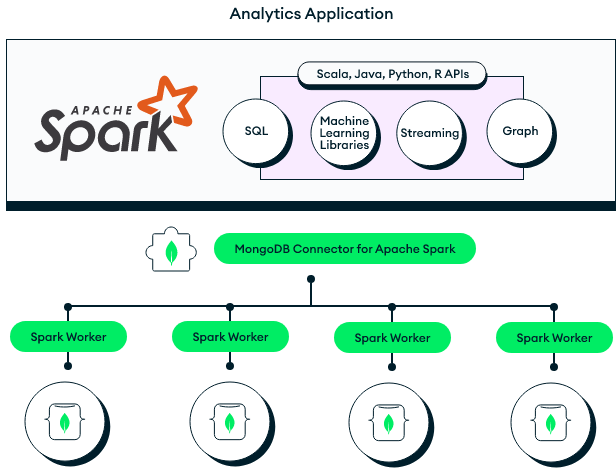 Analytics Application
Scala, Java, Python, R APIs
APACHE
Spark
SQL
Machine
Learning
Libraries
Streaming
Graph
MongoDB Connector for Apache Spark
Spark Worker
Spark Worker
Spark Worker
Spark Worker